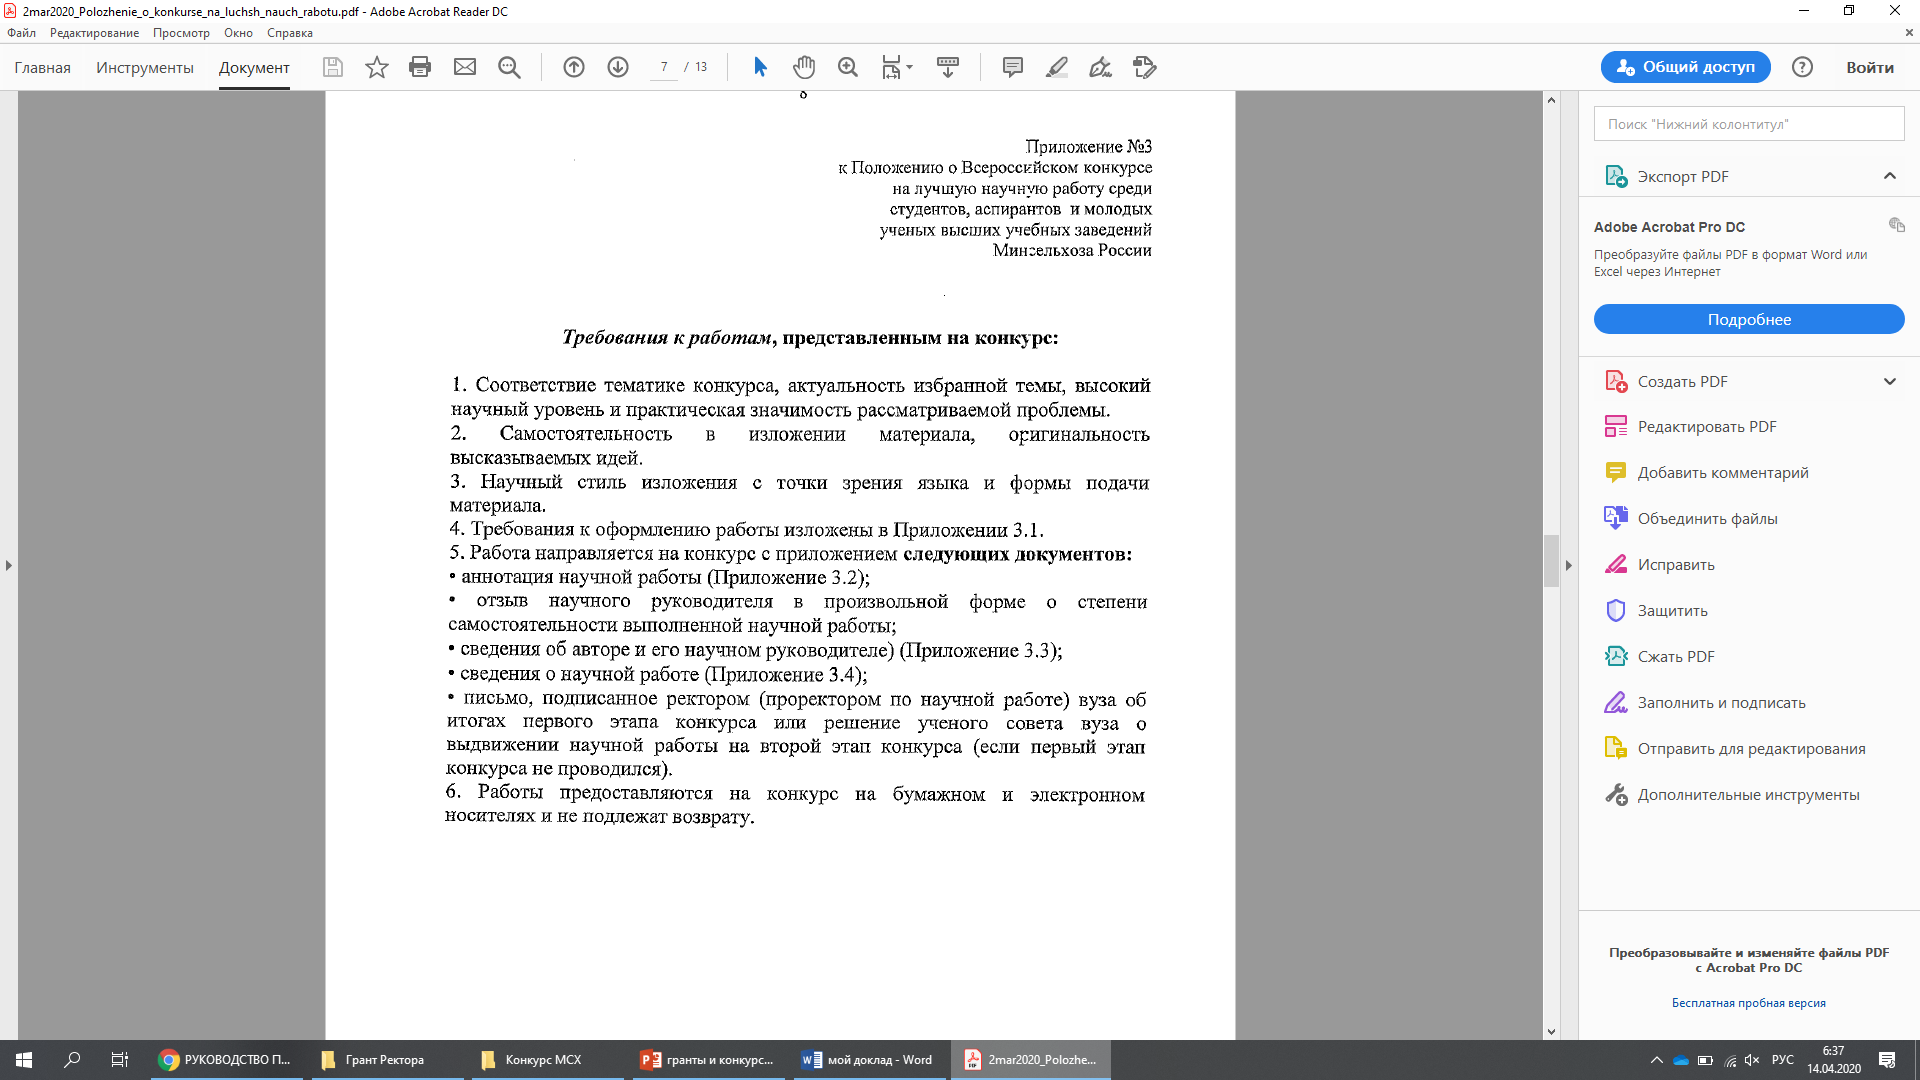 2mar2020_Polozhenie_o_konkurse_na_luchsh_nauch_rabotu.pdf - Adobe Acrobat Reader DC
Файл Редактирование Просмотр Окно Справка
Главная Инструменты Документ 7 / 13 Общий доступ Войти
8
Приложение №3
к Положению о Всероссийском конкурсе
на лучшую научную работу среди
студентов, аспирантов и молодых
ученых высших учебных заведений
Минсельхоза России
Требования к работам, представленным на конкурс:
1. Соответствие тематике конкурса, актуальность избранной темы, высокий
научный уровень и практическая значимость рассматриваемой проблемы.
2. Самостоятельность в изложении материала, оригинальность
высказываемых идей.
3. Научный стиль изложения с точки зрения языка и формы подачи
материала.
4. Требования к оформлению работы изложены в Приложении 3.1.
5. Работа направляется на конкурс с приложением следующих документов:
• аннотация научной работы (Приложение 3.2);
• отзыв научного руководителя в произвольной форме о степени
самостоятельности выполненной научной работы;
• сведения об авторе и его научном руководителе) (Приложение 3.3);
• сведения о научной работе (Приложение 3.4);
• письмо, подписанное ректором (проректором по научной работе) вуза об
итогах первого этапа конкурса или решение ученого совета вуза о
выдвижении научной работы на второй этап конкурса (если первый этап
конкурса не проводился).
6. Работы предоставляются на конкурс на бумажном и электронном
носителях и не подлежат возврату.
Поиск "Нижний колонтитул"
Экспорт PDF
Adobe Acrobat Pro DC
Преобразуйте файлы PDF в формат Word или
Excel через Интернет
Подробнее
Создать PDF
Редактировать PDF
Добавить комментарий
Объединить файлы
Исправить
Защитить
Сжать PDF
Заполнить и подписать
Отправить для редактирования
Дополнительные инструменты
Преобразовывайте и изменяйте файлы PDF
с Acrobat Pro DC
Бесплатная пробная версия
РУКОВОДСТВО П... Грант Ректора Конкурс МСХ гранты и конкурс... мой доклад - Word 2mar2020_Polozhe... РУС
6:37
14.04.2020